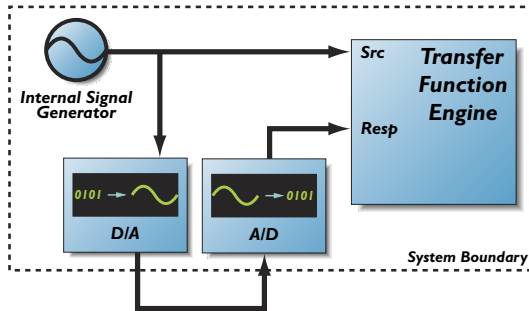 Src
Transfer
Function
Engine
Internal Signal
Generator
Resp
0101
0101
D/A
A/D
System Boundary